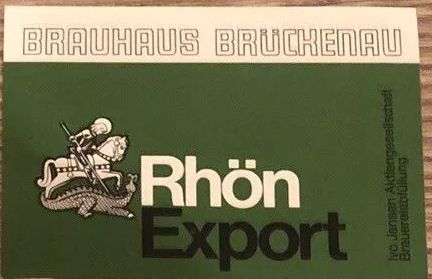 BRAUHAUS BRÜCKENAU
Rhön
Export
Ivo Jansen Aktiengesellschaft
Brauereiabfüllung